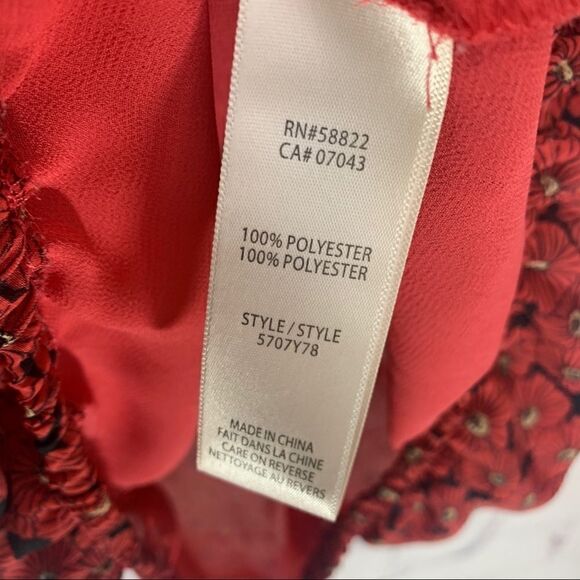 RN#58822
CA# 07043
100% POLYESTER
100% POLYESTER
STYLE / STYLE
5707Y78
MADE IN CHINA
FAIT DANS LA CHINE
CARE ON REVERSE
NETTOYAGE AU REVERS